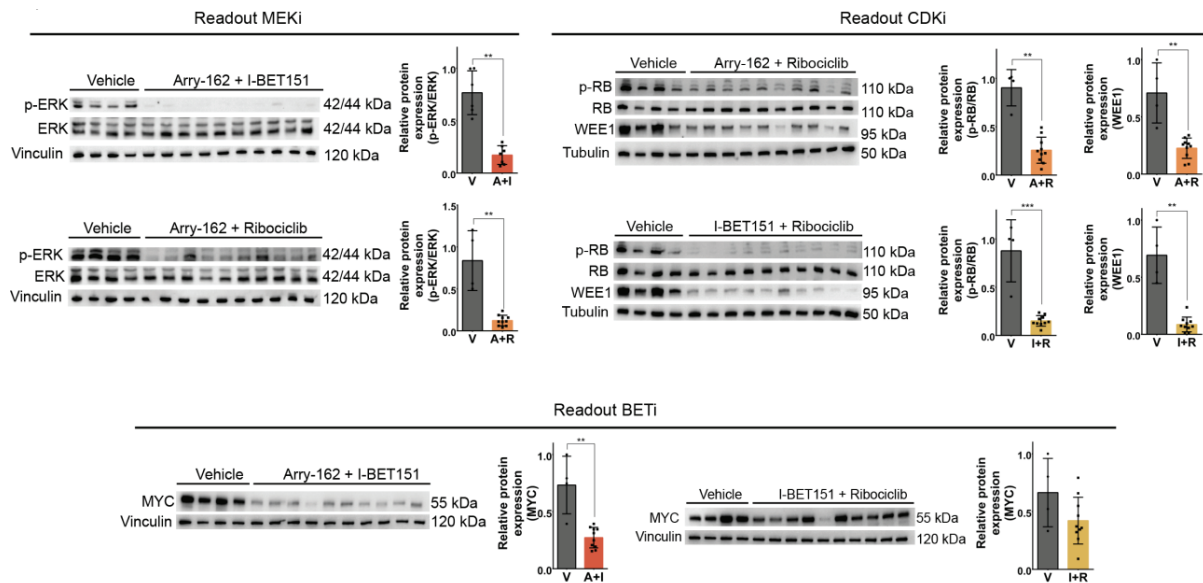 Readout MEKi
Vehicle Arry-162 + I-BET151
p-ERK 42/44 kDa
ERK 42/44 kDa
Vinculin 120 kDa
Relative protein
expression
(p-ERK/ERK)
1.0
0.5
0.0
**
V A+I
Vehicle Arry-162 + Ribociclib
p-ERK 42/44 kDa
ERK 42/44 kDa
Vinculin 120 kDa
Relative protein
expression
(p-ERK/ERK)
1.5
1.0
0.5
0.0
**
V A+R
Readout CDKi
Vehicle Arry-162 + Ribociclib
p-RB 110 kDa
RB 110 kDa
WEE1 95 kDa
Tubulin 50 kDa
Relative protein
expression
(p-RB/RB)
1.0
0.5
0.0
**
V A+R
Relative protein
expression
(WEE1)
1.0
0.5
0.0
**
V A+R
Vehicle I-BET151 + Ribociclib
p-RB 110 kDa
RB 110 kDa
WEE1 95 kDa
Tubulin 50 kDa
Relative protein
expression
(p-RB/RB)
1.0
0.5
0.0
***
V I+R
Relative protein
expression
(WEE1)
1.0
0.5
0.0
**
V I+R
Readout BETi
Vehicle Arry-162 + I-BET151
MYC 55 kDa
Vinculin 120 kDa
Relative protein
expression
(MYC)
1.0
0.5
0.0
**
V A+I
Vehicle I-BET151 + Ribociclib
MYC 55 kDa
Vinculin 120 kDa
Relative protein
expression
(MYC)
1.0
0.5
0.0
V I+R